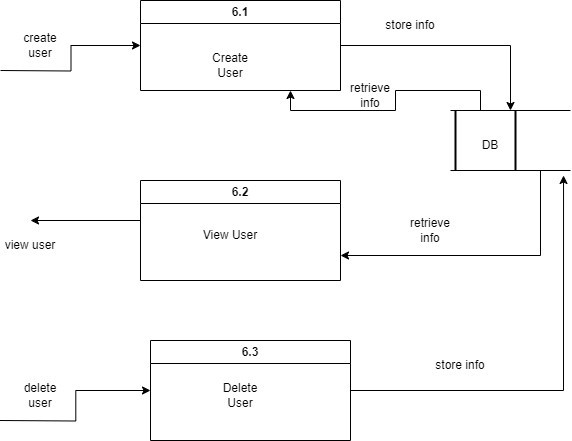 6.1
create
user
Create
User
store info
retrieve
info
DB
6.2
View User
view user
retrieve
info
6.3
delete
user
Delete
User
store info